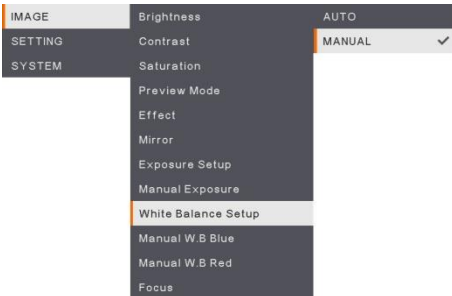 IMAGE
SETTING
SYSTEM
Brightness
Contrast
Saturation
Preview Mode
Effect
Mirror
Exposure Setup
Manual Exposure
White Balance Setup
Manual W.B Blue
Manual W.B Red
Focus
AUTO
MANUAL ✓